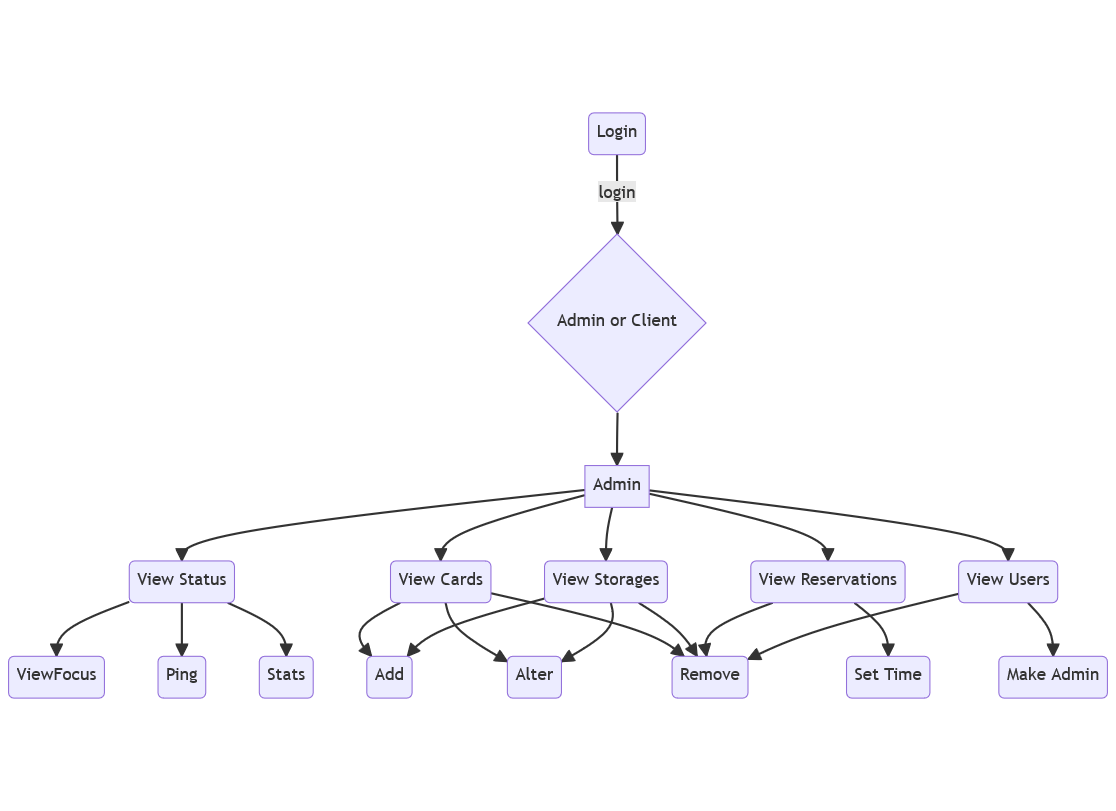 Login
login
Admin or Client
Admin
View Status
View Cards
View Storages
View Reservations
View Users
ViewFocus
Ping
Stats
Add
Alter
Remove
Set Time
Make Admin